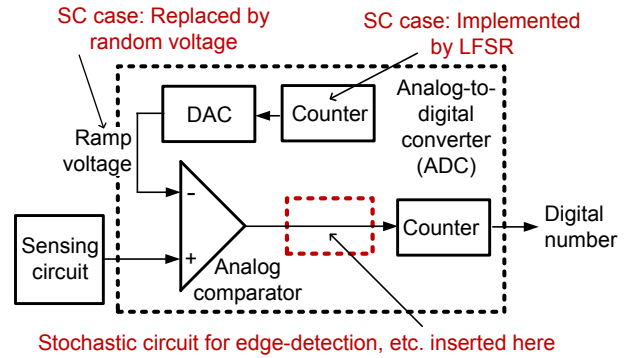 SC case: Replaced by
random voltage
SC case: Implemented
by LFSR
DAC
Counter
Analog-to-
digital
converter
(ADC)
Ramp
voltage
-
+
Sensing
circuit
Analog
comparator
Counter
Digital
number
Stochastic circuit for edge-detection, etc. inserted here